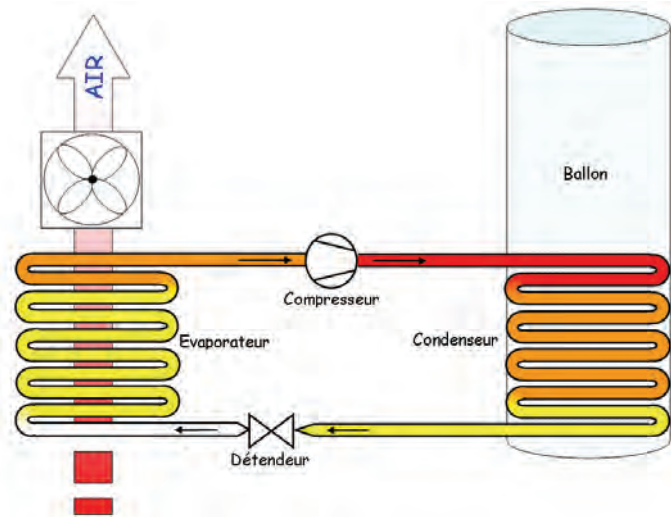 AIR
Ballon
Compresseur
Evaporateur
Condenseur
Détendeur